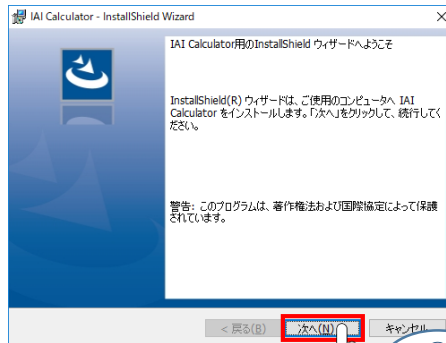 IAI Calculator - InstallShield Wizard
IAI Calculator用のInstallShield ウィザードへようこそ
InstallShield(R) ウィザードは、ご使用のコンピュータへ IAI
Calculator をインストールします。「次へ」をクリックして、続行してく
ださい。
警告: このプログラムは、著作権法および国際協定によって保護
されています。
< 戻る(B)
次へ(N)
キャンセル